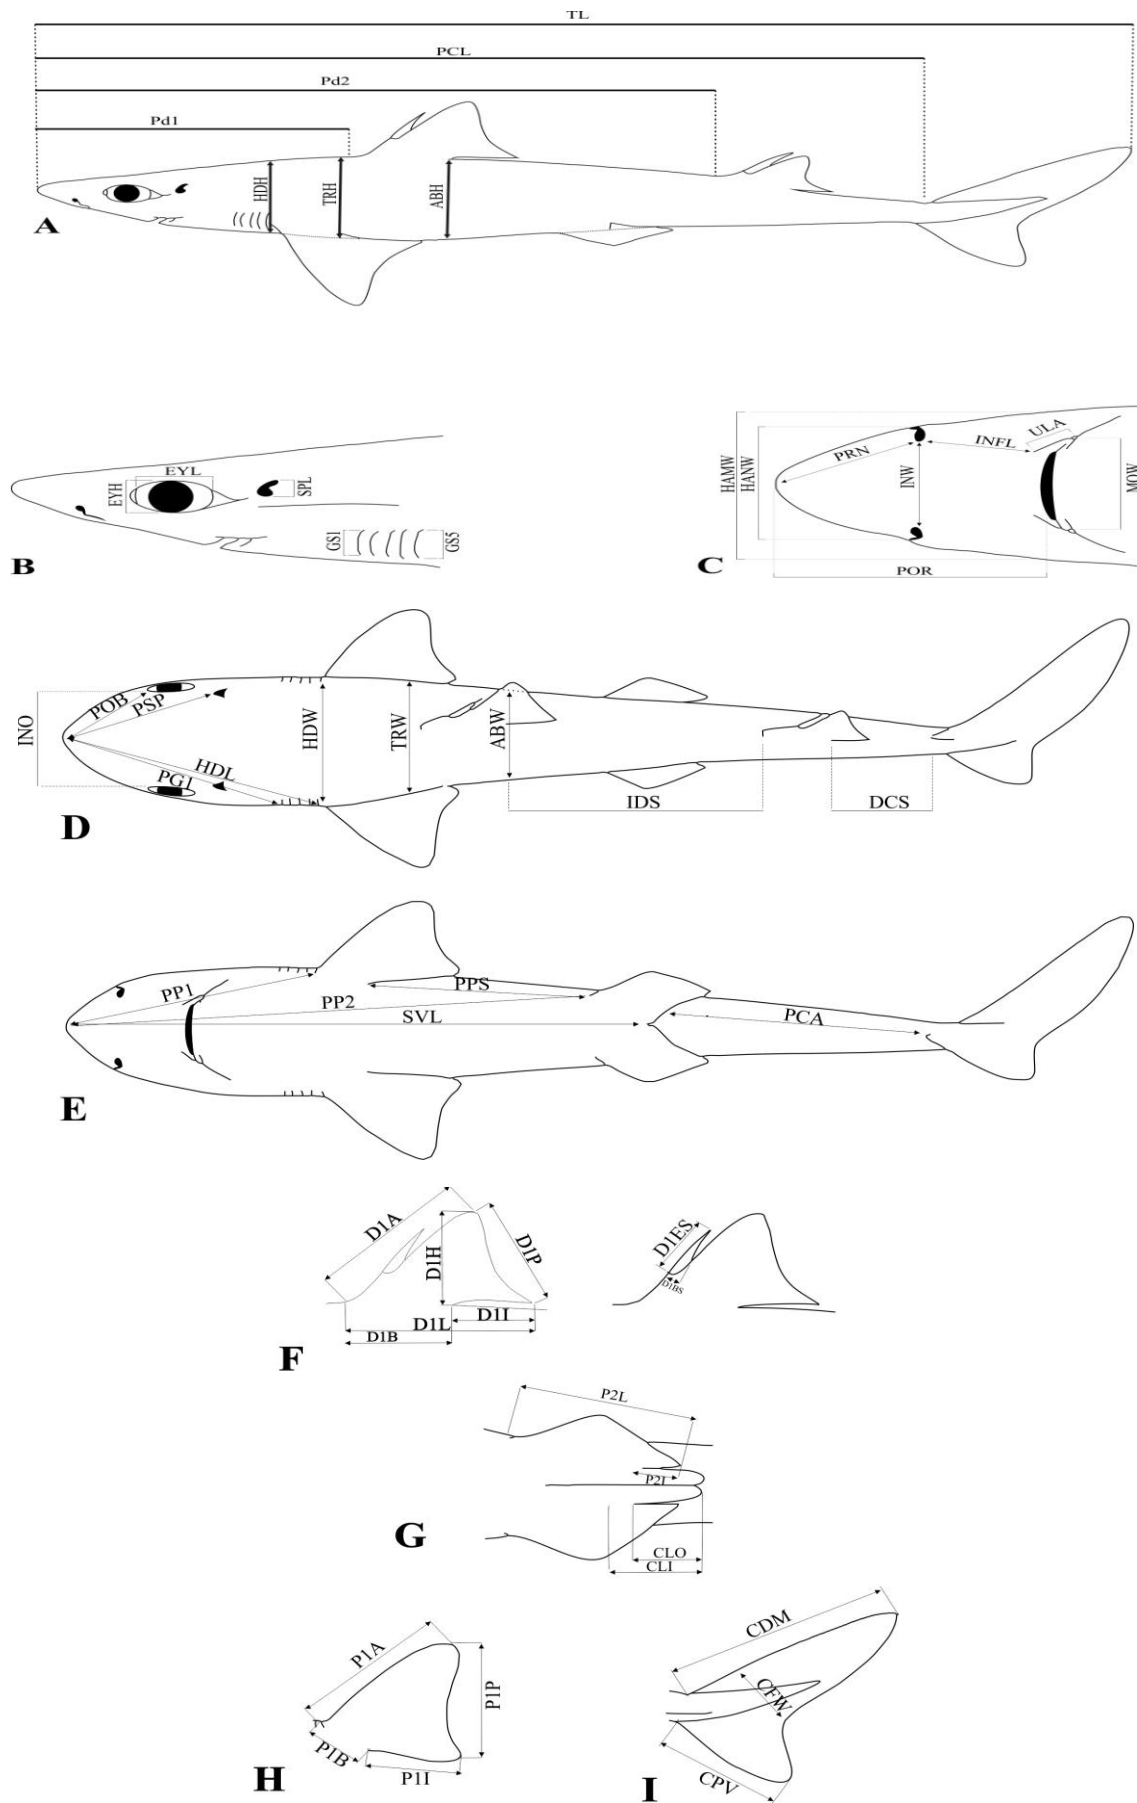 TL
PCL
Pd2
Pd1
HDH
TRH
ABH
A
EYL
EYH
SPL
GS1
GS5
B
ULA
PRN
INFL
HAMW
HANW
INW
MOW
C
POR
INO
POB
PSP
HDW
TRW
ABW
HDL
PG1
IDS
DCS
D
PP1
PPS
PP2
SVL
PCA
E
D1A
D1H
D1P
D1ES
D1BS
D1I
D1L
D1B
F
P2L
P2I
G
CLO
CLI
P1A
P1P
P1B
P1I
H
CDM
CFW
CPV
I